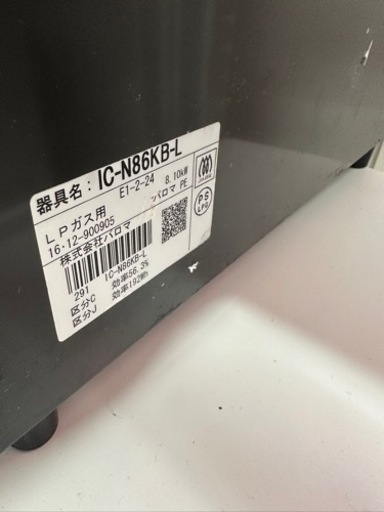 器具名：IC-N86KB-L
E1-2-24 8.10kW
LPガス用 パロマ PE
16·12-900905
株式会社パロマ
IC-N86KB-L
291
区分C 効率56.3%
区分J 効率192Wh
PS
LPG